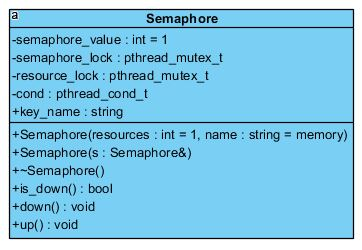 a
Semaphore
-semaphore_value : int = 1
-semaphore_lock : pthread_mutex_t
-resource_lock : pthread_mutex_t
-cond : pthread_cond_t
+key_name : string
+Semaphore(resources : int = 1, name : string = memory)
+Semaphore(s : Semaphore&)
+~Semaphore()
+is_down() : bool
+down() : void
+up() : void